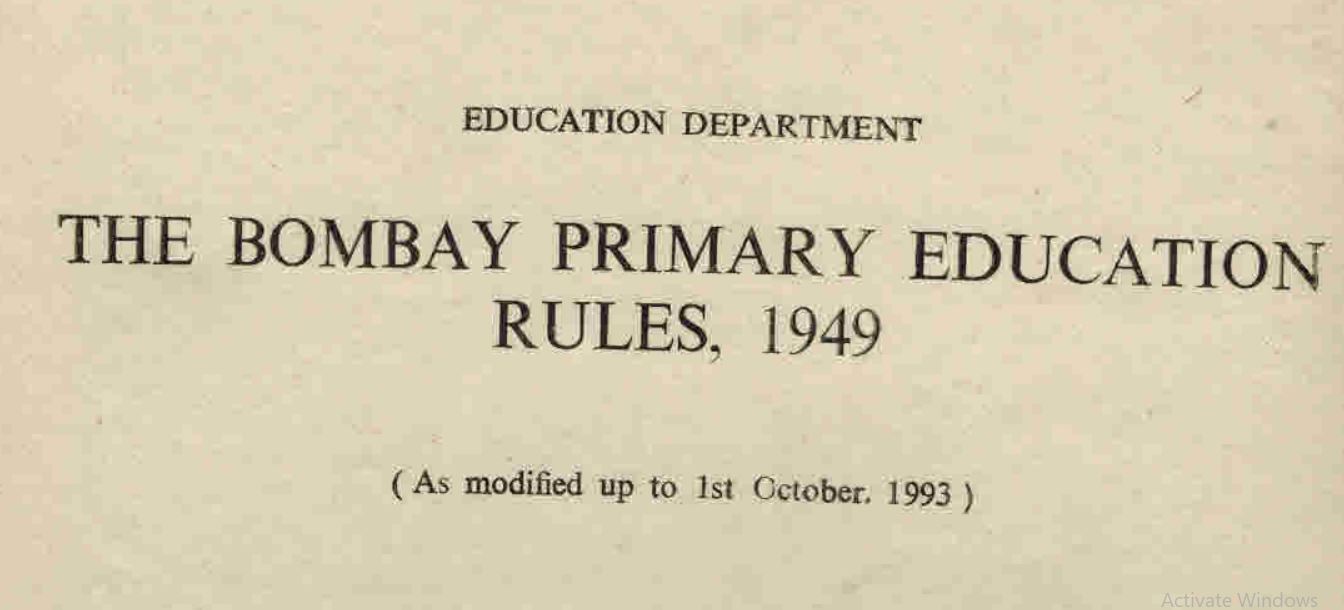 EDUCATION DEPARTMENT
THE BOMBAY PRIMARY EDUCATION
RULES, 1949
( As modified up to 1st October. 1993 )
Activate Windows